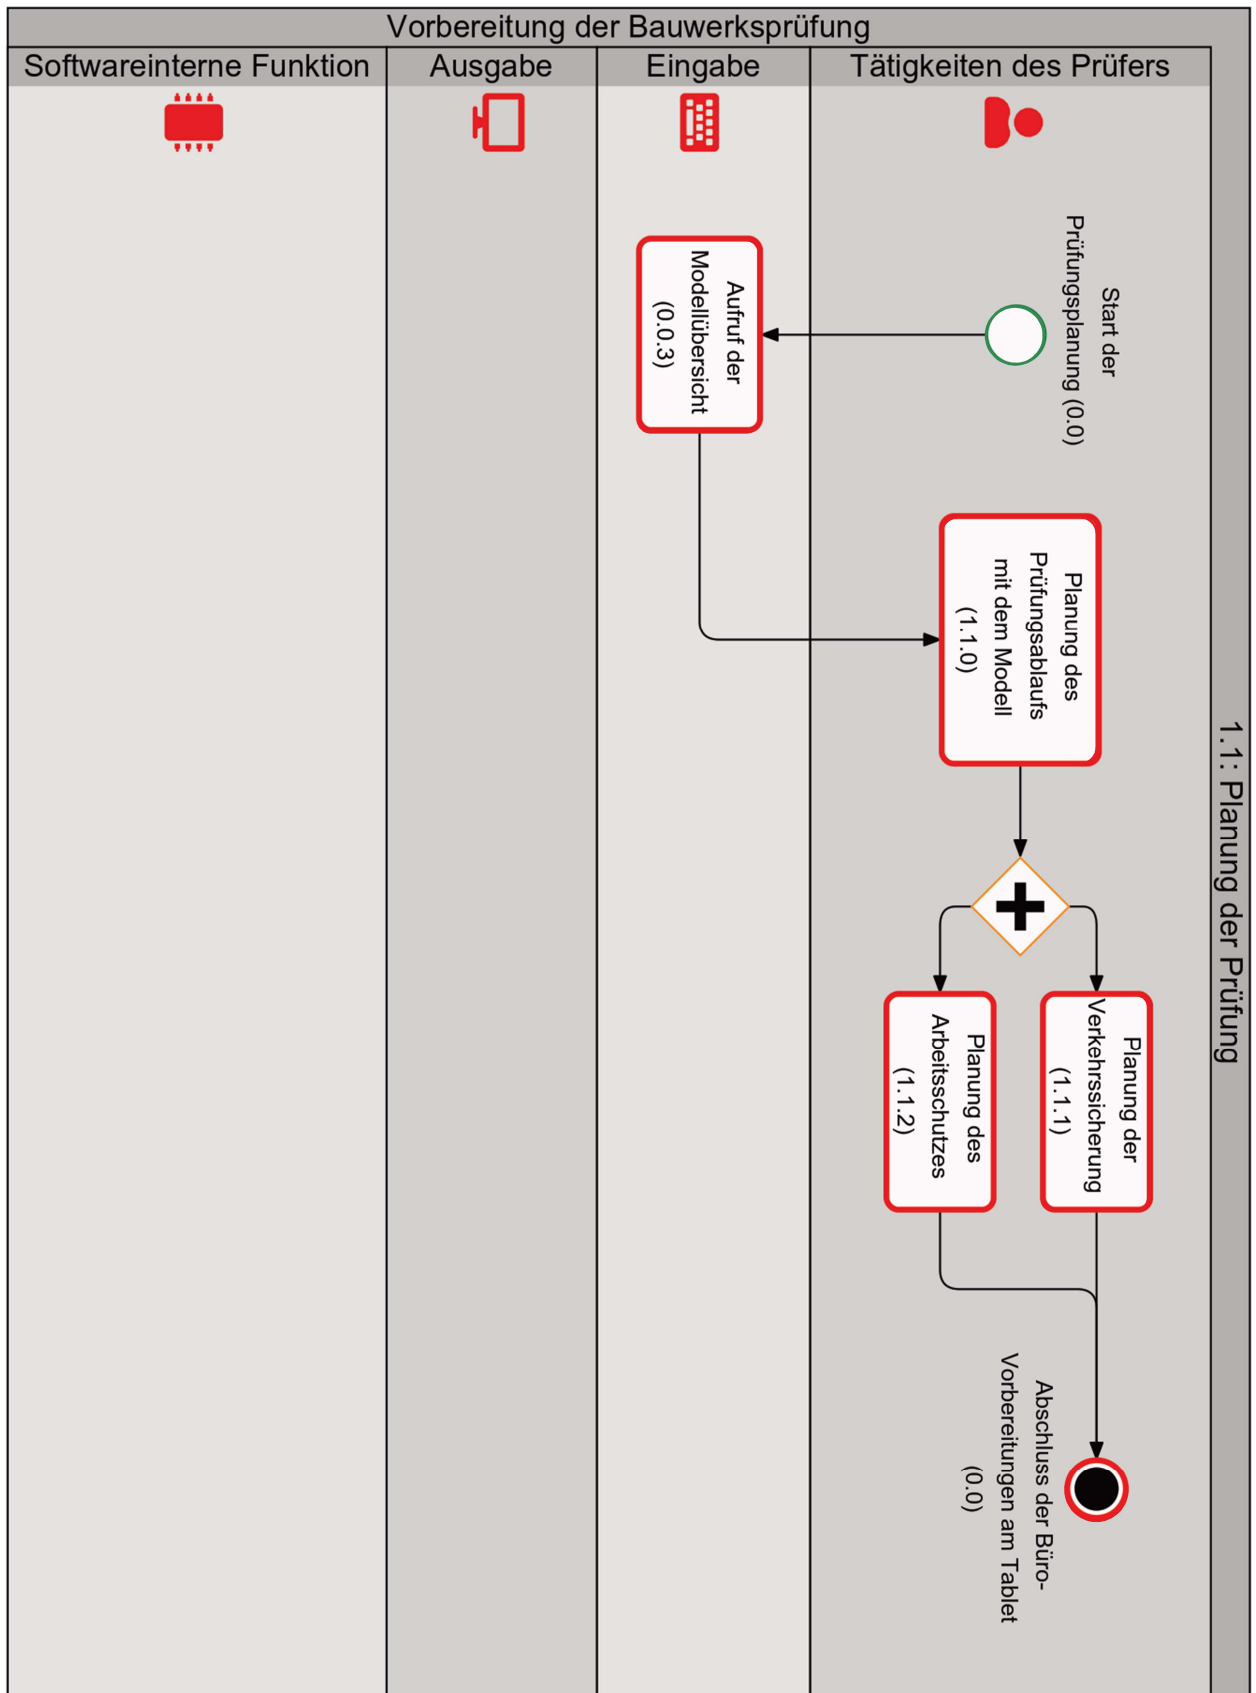 1.1: Planung der Prüfung
Vorbereitung der Bauwerksprüfung
Tätigkeiten des Prüfers
Eingabe
Ausgabe
Softwareinterne Funktion
Start der
Prüfungsplanung (0.0)
Aufruf der
Modellübersicht
(0.0.3)
Planung des
Prüfungsablaufs
mit dem Modell
(1.1.0)
Planung der
Verkehrssicherung
(1.1.1)
Planung des
Arbeitsschutzes
(1.1.2)
Abschluss der Büro-
Vorbereitungen am Tablet
(0.0)